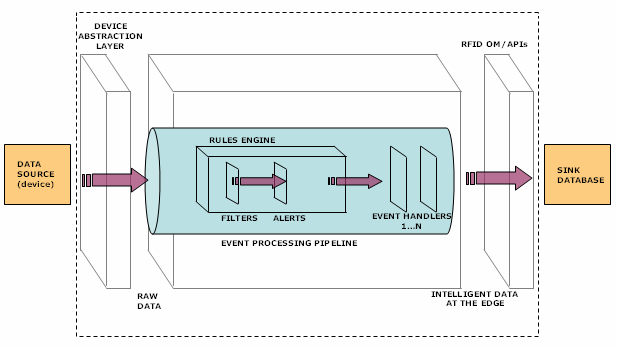 DEVICE
ABSTRACTION
LAYER
RFID OM/APIs
RULES ENGINE
DATA
SOURCE
(device)
SINK
DATABASE
FILTERS
ALERTS
EVENT HANDLERS
1...N
EVENT PROCESSING PIPELINE
RAW
DATA
INTELLIGENT DATA
AT THE EDGE